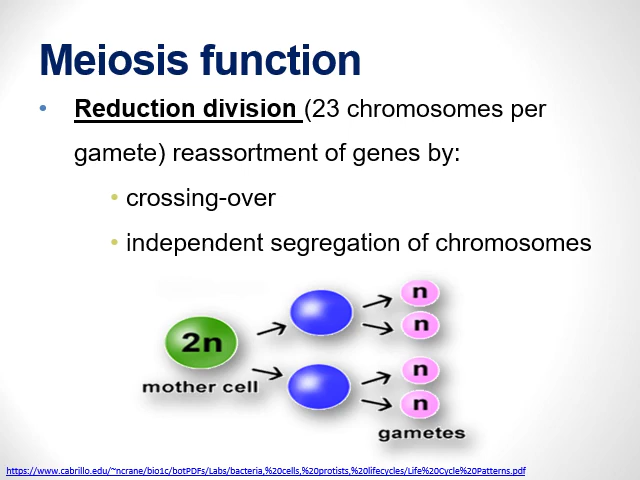 Meiosis function
• Reduction division (23 chromosomes per
gamete) reassortment of genes by:
• crossing-over
• independent segregation of chromosomes
2n
mother cell
n
n
n
n
gametes
https://www.cabrillo.edu/~ncrane/bio1c/botPDFs/Labs/bacteria,%20cells,%20protists,%20lifecycles/Life%20Cycle%20Patterns.pdf